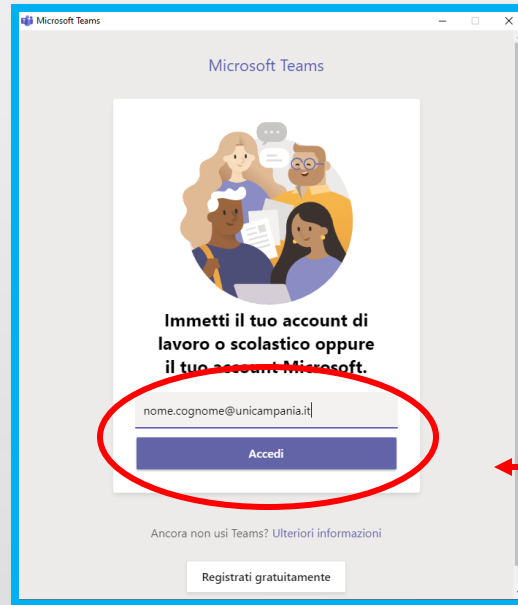 Microsoft Teams
Microsoft Teams
Immetti il tuo account di
lavoro o scolastico oppure
il tuo account Microsoft.
nome.cognome@unicampania.it
Accedi
Ancora non usi Teams? Ulteriori informazioni
Registrati gratuitamente